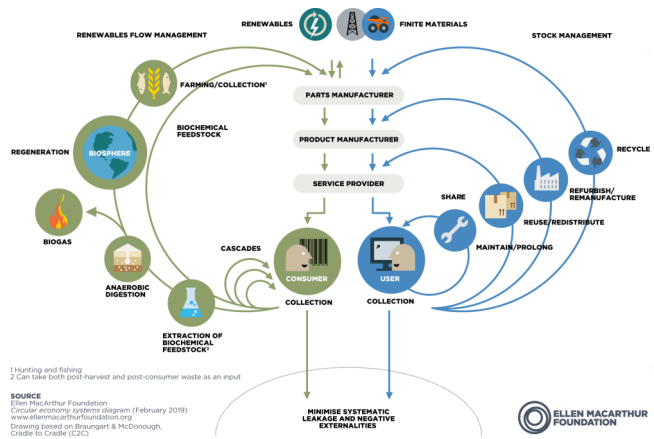 RENEWABLES
FINITE MATERIALS
RENEWABLES FLOW MANAGEMENT
STOCK MANAGEMENT
FARMING/COLLECTION¹
PARTS MANUFACTURER
BIOCHEMICAL
FEEDSTOCK
PRODUCT MANUFACTURER
REGENERATION
BIOSPHERE
RECYCLE
SERVICE PROVIDER
REFURBISH/
REMANUFACTURE
SHARE
REUSE/REDISTRIBUTE
BIOGAS
MAINTAIN/PROLONG
CASCADES
CONSUMER
USER
ANAEROBIC
DIGESTION
COLLECTION
COLLECTION
EXTRACTION OF
BIOCHEMICAL
FEEDSTOCK²
1 Hunting and fishing
2 Can take both post-harvest and post-consumer waste as an input
SOURCE
Ellen MacArthur Foundation
Circular economy systems diagram (February 2019)
www.ellenmacarthurfoundation.org
Drawing based on Braungart & McDonough,
Cradle to Cradle (C2C)
MINIMISE SYSTEMATIC
LEAKAGE AND NEGATIVE
EXTERNALITIES
ELLEN MACARTHUR
FOUNDATION